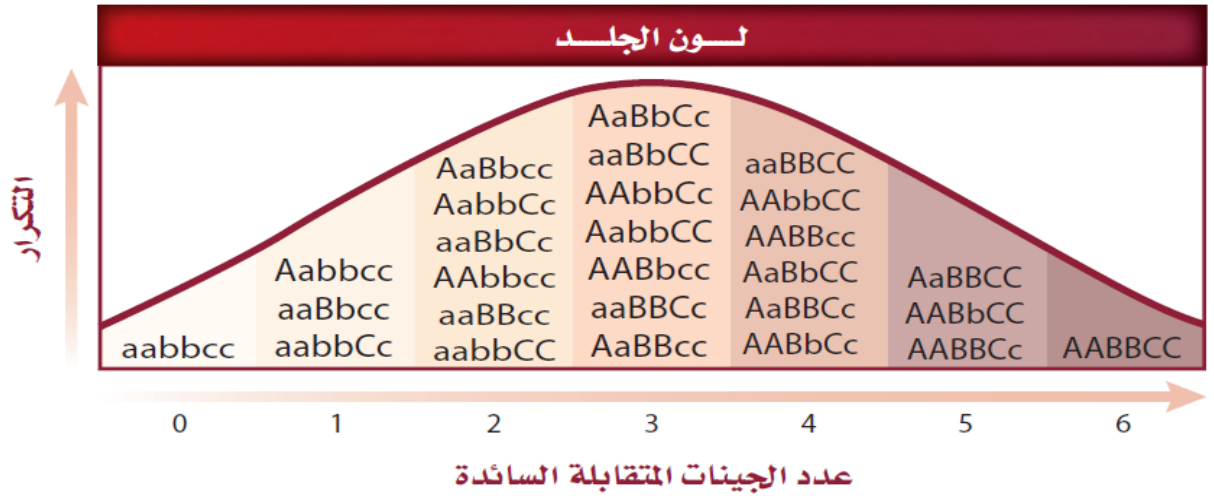 لـــون الجلـــد
التكرار
aabbcc
Aabbcc
aaBbcc
aabbCc
AaBbcc
AabbCc
aaBbCc
AAbbcc
aaBBcc
aabbCC
AaBbCc
aaBbCC
AAbbCc
AabbCC
AABbcc
aaBBCc
AaBBcc
aaBBCC
AAbbCC
AABBcc
AaBbCC
AaBBCc
AABbCc
AaBBCC
AABbCC
AABBCc
AABBCC
0 1 2 3 4 5 6
عدد الجينات المتقابلة السائدة